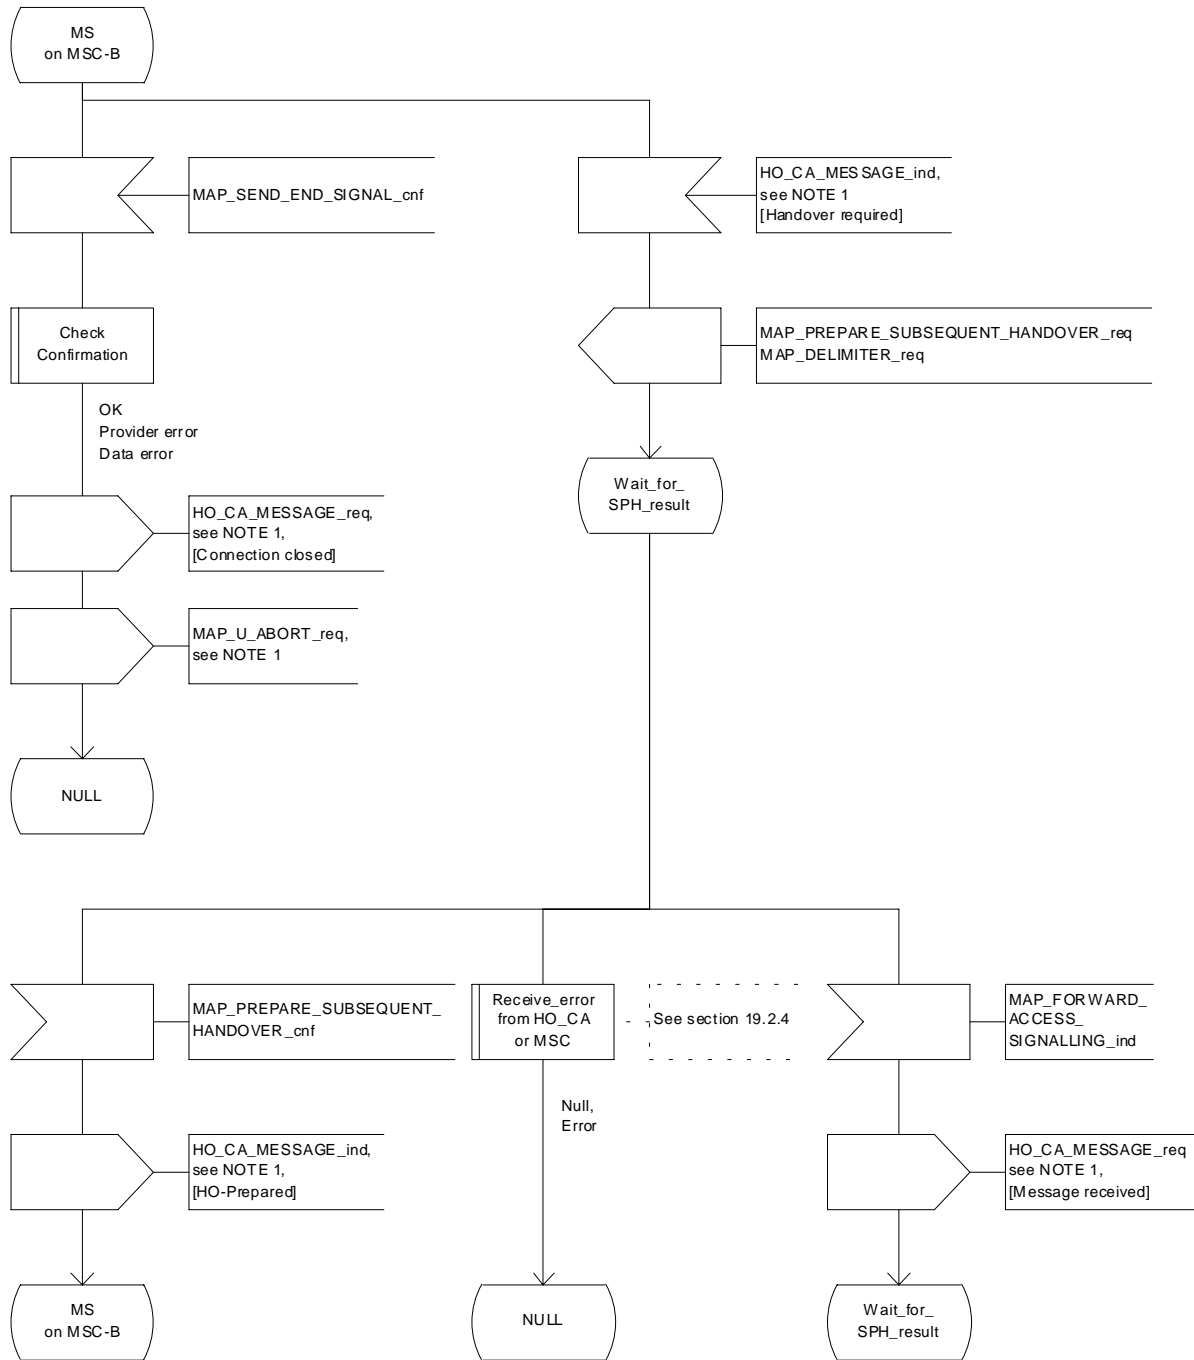 MS
on MSC-B
MAP_SEND_END_SIGNAL_cnf
HO_CA_MESSAGE_ind,
see NOTE 1
[Handover required]
Check
Confirmation
MAP_PREPARE_SUBSEQUENT_HANDOVER_req
MAP_DELIMITER_req
OK
Provider error
Data error
Wait_for_
SPH_result
HO_CA_MESSAGE_req,
see NOTE 1,
[Connection closed]
MAP_U_ABORT_req,
see NOTE 1
NULL
MAP_PREPARE_SUBSEQUENT_
HANDOVER_cnf
Receive_error
from HO_CA
or MSC
See section 19.2.4
MAP_FORWARD_
ACCESS_
SIGNALLING_ind
Null,
Error
HO_CA_MESSAGE_ind,
see NOTE 1,
[HO-Prepared]
HO_CA_MESSAGE_req
see NOTE 1,
[Message received]
MS
on MSC-B
NULL
Wait_for_
SPH_result